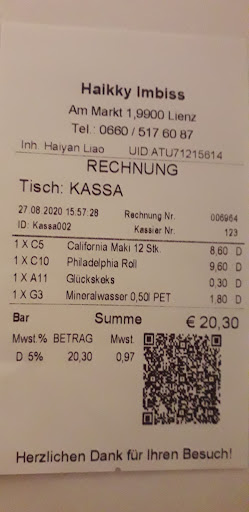 Haikky Imbiss
Am Markt 1,9900 Lienz
Tel.: 0660 / 517 60 87
Inh. Haiyan Liao UID:ATU71215614
RECHNUNG
Tisch: KASSA
27.08.2020 15:57:28 Rechnung Nr. 006964
ID: Kassa002 Kassier Nr. 123
1 X C5 California Maki 12 Stk. 8,60 D
1 X C10 Philadelphia Roll 9,60 D
1 X A11 Glückskeks 0,30 D
1 X G3 Mineralwasser 0,50l PET 1,80 D
Bar Summe € 20,30
Mwst.% BETRAG Mwst.
D 5% 20,30 0,97
Herzlichen Dank für Ihren Besuch!